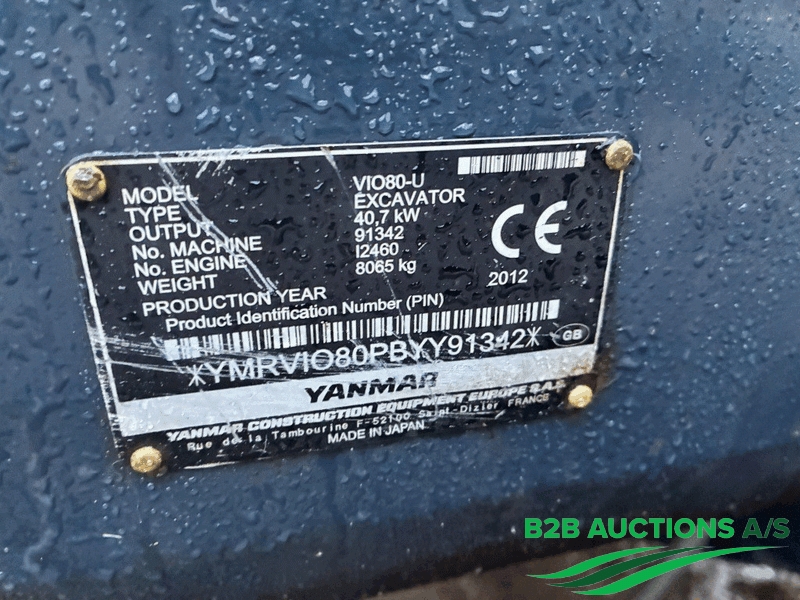 MODEL VIO80-U
TYPE EXCAVATOR
OUTPUT 40,7 kW
No. MACHINE 91342
No. ENGINE I2460
WEIGHT 8065 kg
PRODUCTION YEAR 2012
CE
Product Identification Number (PIN)
*YMRVIO80PBYY91342*
GB
YANMAR
YANMAR CONSTRUCTION EQUIPMENT EUROPE S.A.S
Rue de la Tambourine F-52100 Saint-Dizier FRANCE
MADE IN JAPAN
B2B AUCTIONS A/S